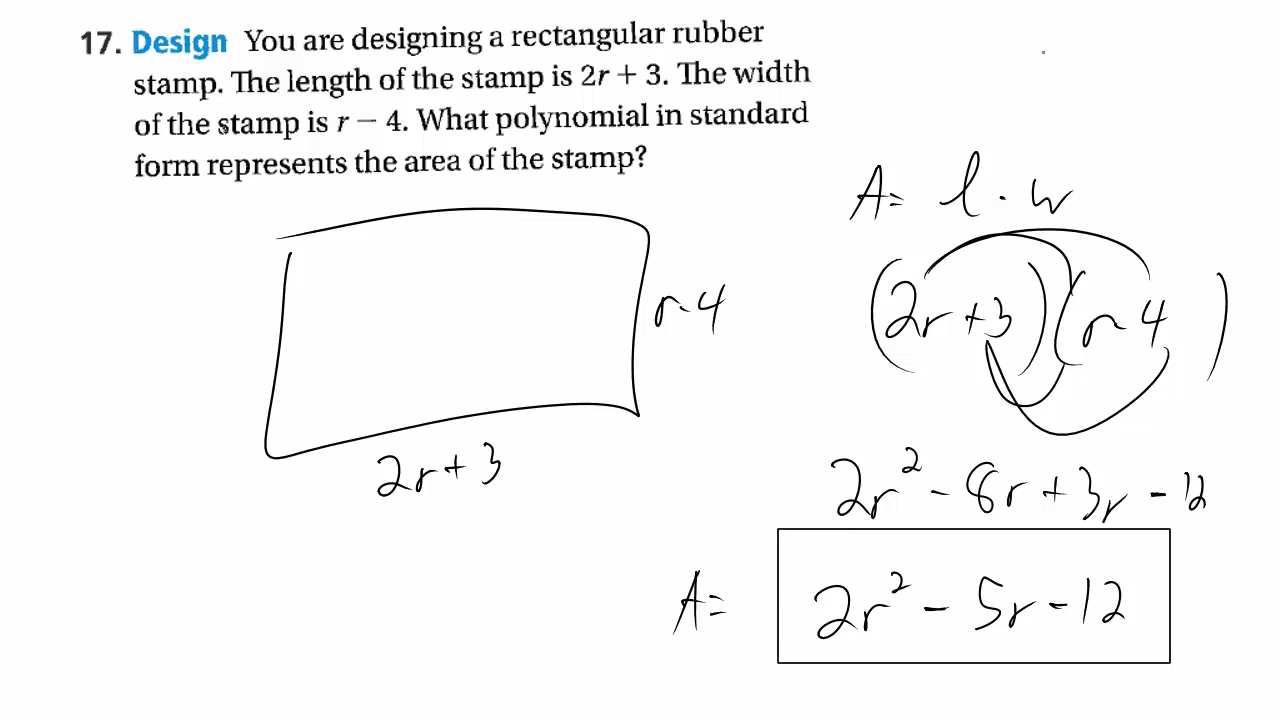 17. Design You are designing a rectangular rubber
stamp. The length of the stamp is 2r + 3. The width
of the stamp is r − 4. What polynomial in standard
form represents the area of the stamp?
A= l · w
(2r+3)(r-4)
r-4
2r+3
2r² - 8r + 3r - 12
A= 2r² - 5r - 12